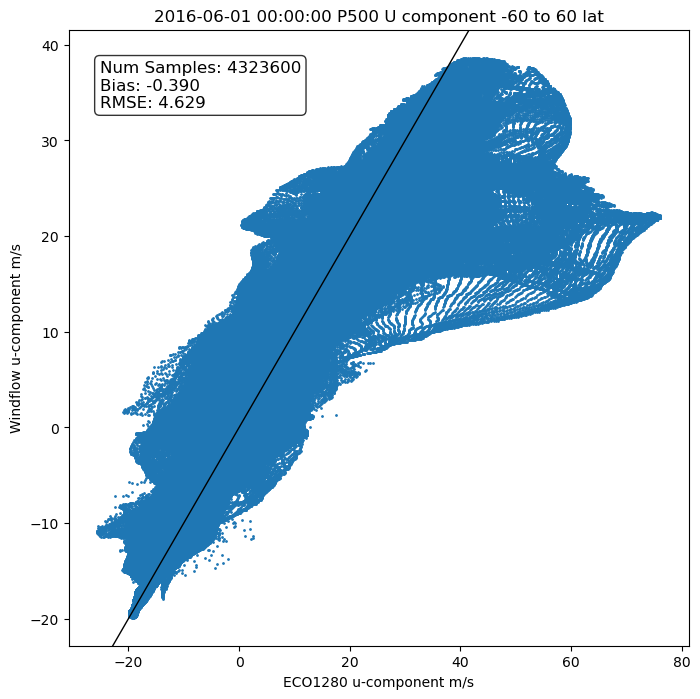 2016-06-01 00:00:00 P500 U component -60 to 60 lat
Num Samples: 4323600
Bias: -0.390
RMSE: 4.629
40
30
20
10
0
−10
−20
Windflow u-component m/s
−20
0
20
40
60
80
ECO1280 u-component m/s